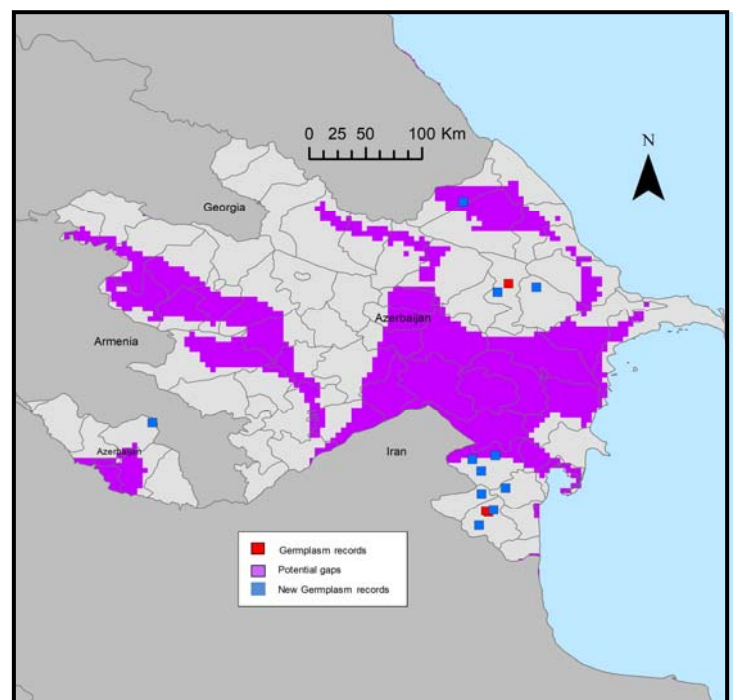 0 25 50 100 Km
N
Georgia
Azerbaijan
Armenia
Azerbaijan
Iran
Germplasm records
Potential gaps
New Germplasm records